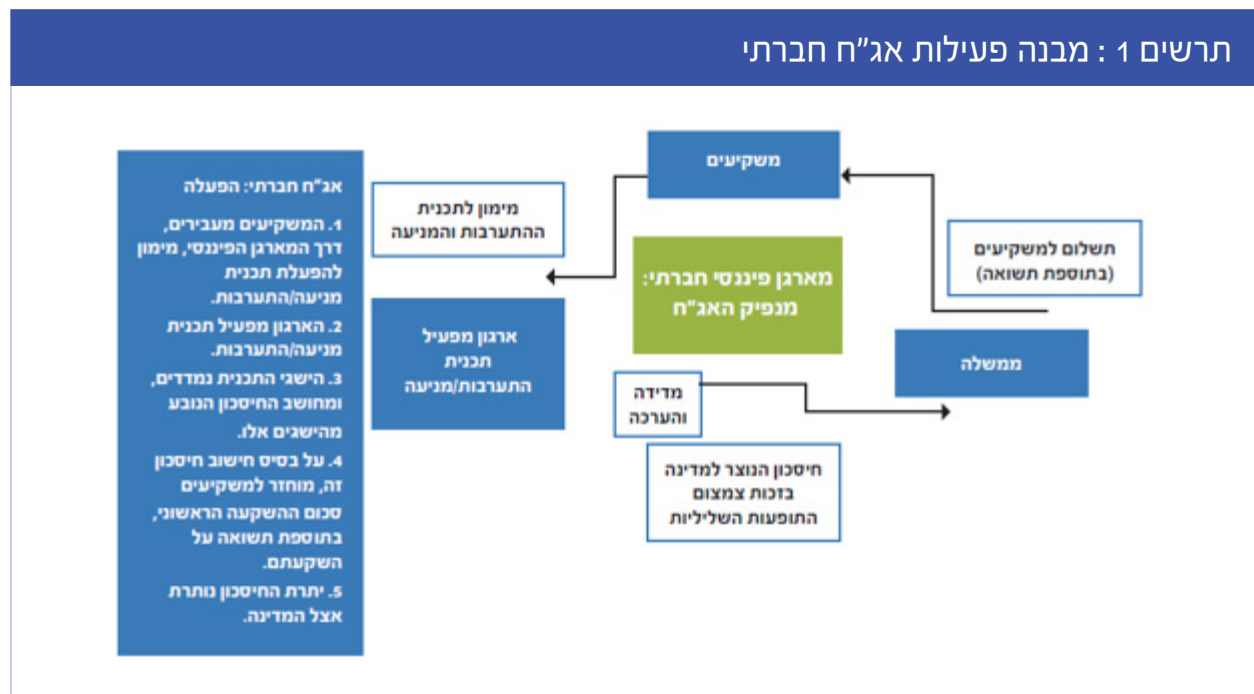 תרשים 1 : מבנה פעילות אג"ח חברתי
משקיעים
תשלום למשקיעים
(בתוספת תשואה)
ממשלה
מארגן פיננסי חברתי:
מנפיק האג"ח
מדידה
והערכה
חיסכון הנוצר למדינה
בזכות צמצום
התופעות השליליות
מימון לתכנית
ההתערבות והמניעה
ארגון מפעיל
תכנית
התערבות/מניעה
אג"ח חברתי: הפעלה
1. המשקיעים מעבירים,
דרך המארגן הפיננסי, מימון
להפעלת תכנית
מניעה/התערבות.
2. הארגון מפעיל תכנית
מניעה/התערבות.
3. הישגי התכנית נמדדים,
ומחושב החיסכון הנובע
מהישגים אלו.
4. על בסיס חישוב חיסכון
זה, מוחזר למשקיעים
סכום ההשקעה הראשוני,
בתוספת תשואה על
השקעתם.
5. יתרת החיסכון נותרת
אצל המדינה.